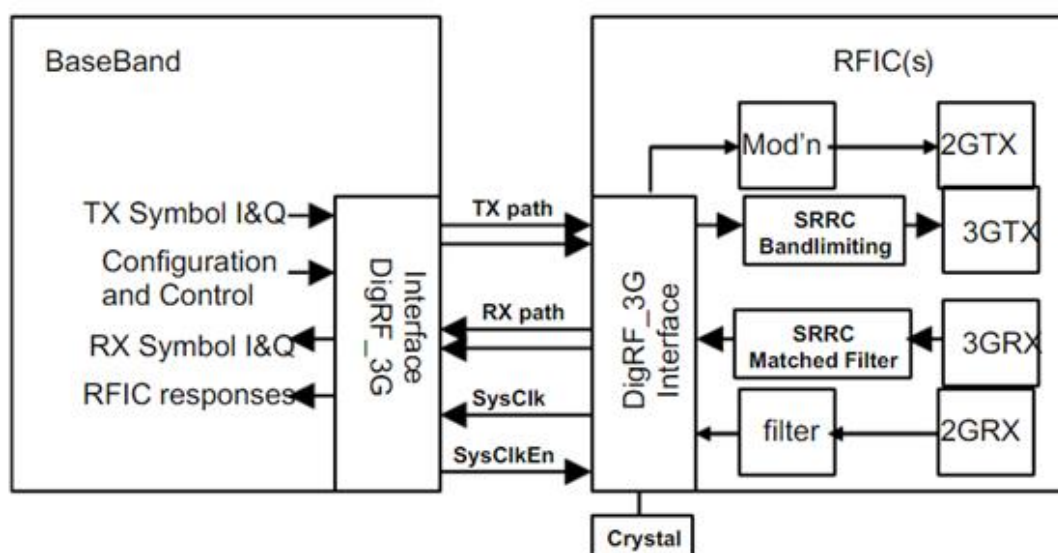 BaseBand
RFIC(s)
Mod'n
2GTX
TX Symbol I&Q
TX path
SRRC
Bandlimiting
3GTX
Configuration
and Control
Interface
DigRF_3G
DigRF_3G
Interface
RX path
RX Symbol I&Q
SRRC
Matched Filter
3GRX
RFIC responses
SysClk
filter
2GRX
SysClkEn
Crystal